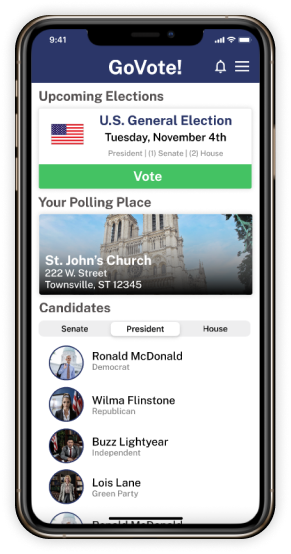 9:41
GoVote!
Upcoming Elections
U.S. General Election
Tuesday, November 4th
President | (1) Senate | (2) House
Vote
Your Polling Place
St. John's Church
222 W. Street
Townsville, ST 12345
Candidates
Senate President House
Ronald McDonald
Democrat
Wilma Flinstone
Republican
Buzz Lightyear
Independent
Lois Lane
Green Party
Ronald McDonald